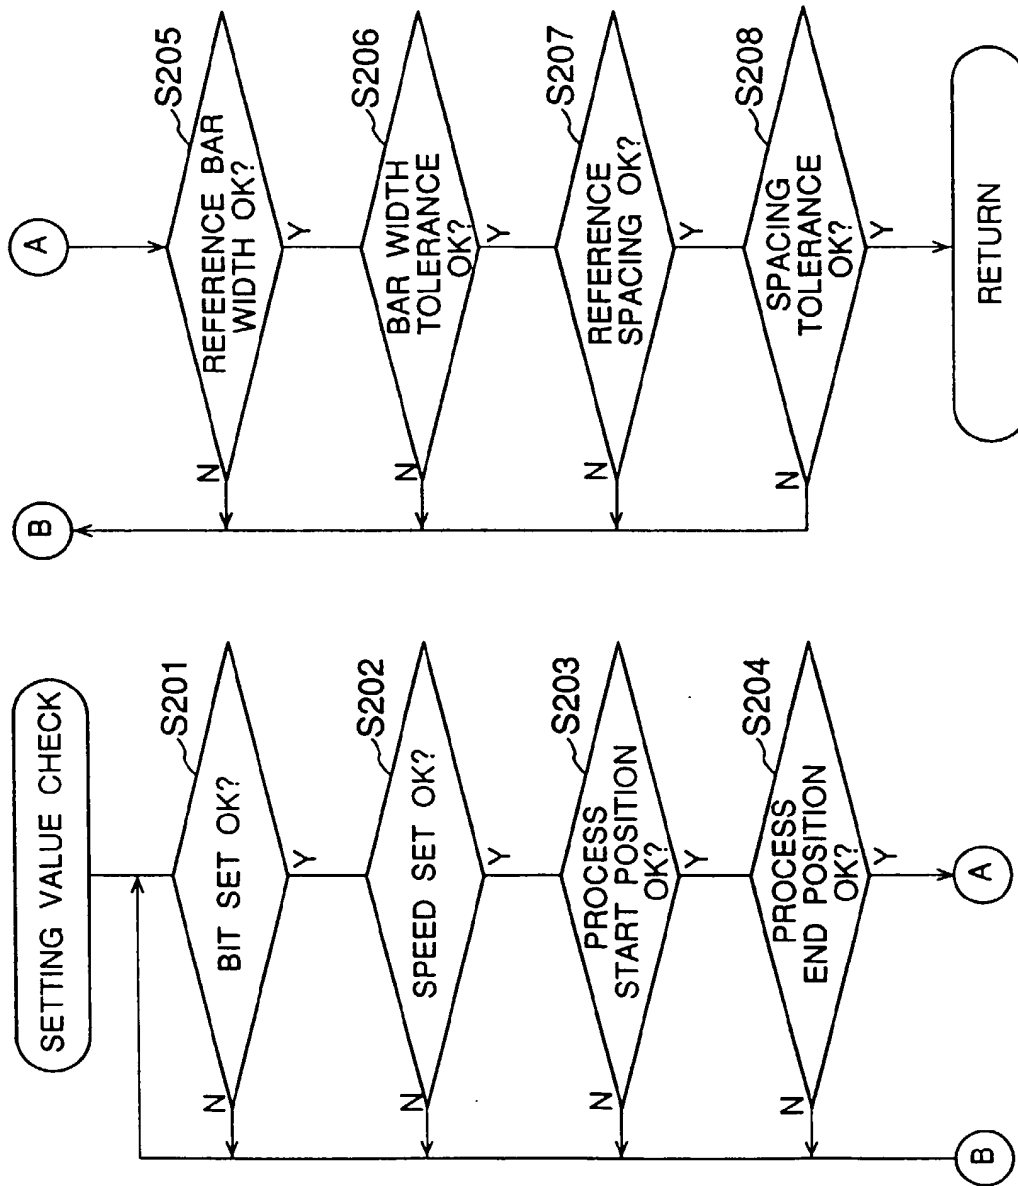 SETTING VALUE CHECK
S201
BIT SET OK?
N
Y
S202
SPEED SET OK?
N
Y
S203
PROCESS
START POSITION
OK?
N
Y
S204
PROCESS
END POSITION
OK?
N
Y
B
A
B
A
S205
REFERENCE BAR
WIDTH OK?
N
Y
S206
BAR WIDTH
TOLERANCE
OK?
N
Y
S207
REFERENCE
SPACING OK?
N
Y
S208
SPACING
TOLERANCE
OK?
N
Y
RETURN